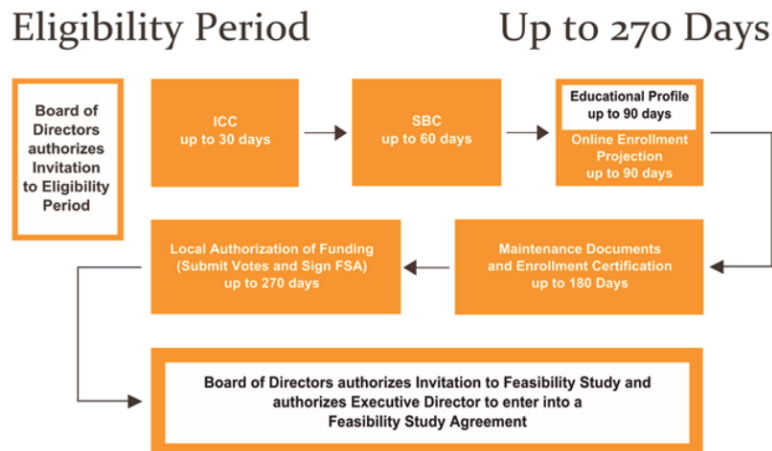 Eligibility Period
Up to 270 Days
Board of
Directors
authorizes
Invitation
to Eligibility
Period
ICC
up to 30 days
SBC
up to 60 days
Educational Profile
up to 90 days
Online Enrollment
Projection
up to 90 days
Local Authorization of Funding
(Submit Votes and Sign FSA)
up to 270 days
Maintenance Documents
and Enrollment Certification
up to 180 Days
Board of Directors authorizes Invitation to Feasibility Study and
authorizes Executive Director to enter into a
Feasibility Study Agreement